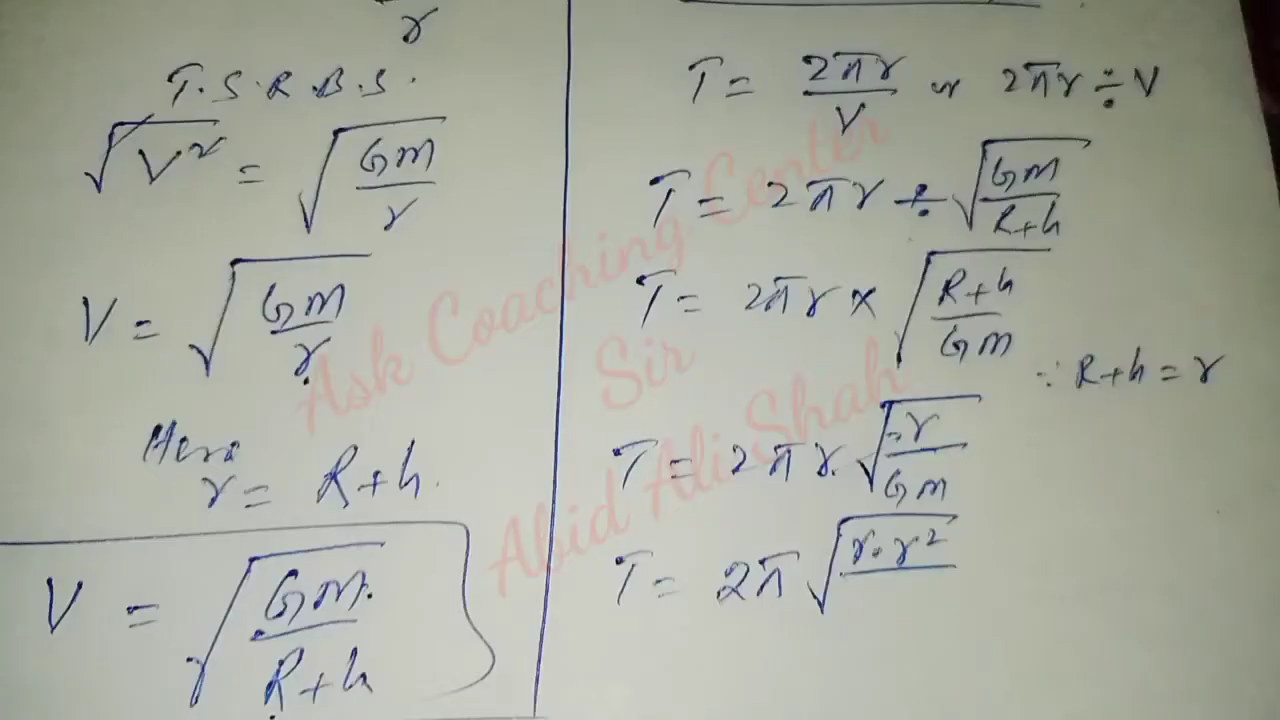 r
T.S.R.B.S.
√V² = √GM/r
V = √GM/r
Here
r = R+h.
V = √GM/R+h
T = 2πr/V or 2πr ÷ V
T = 2πr ÷ √GM/R+h
T = 2πr × √R+h/GM
∵ R+h = r
T = 2πr. √r/GM
T = 2π √r.r²
Ask Coaching Center
Sir
Abid Ali Shah